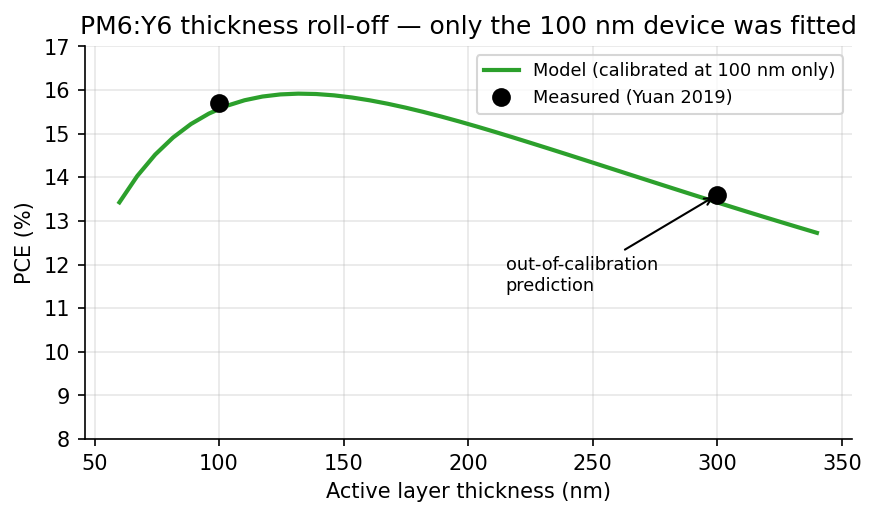 PM6:Y6 thickness roll-off — only the 100 nm device was fitted
Model (calibrated at 100 nm only)
Measured (Yuan 2019)
PCE (%)
17
16
15
14
13
12
11
10
9
8
out-of-calibration
prediction
50
100
150
200
250
300
350
Active layer thickness (nm)